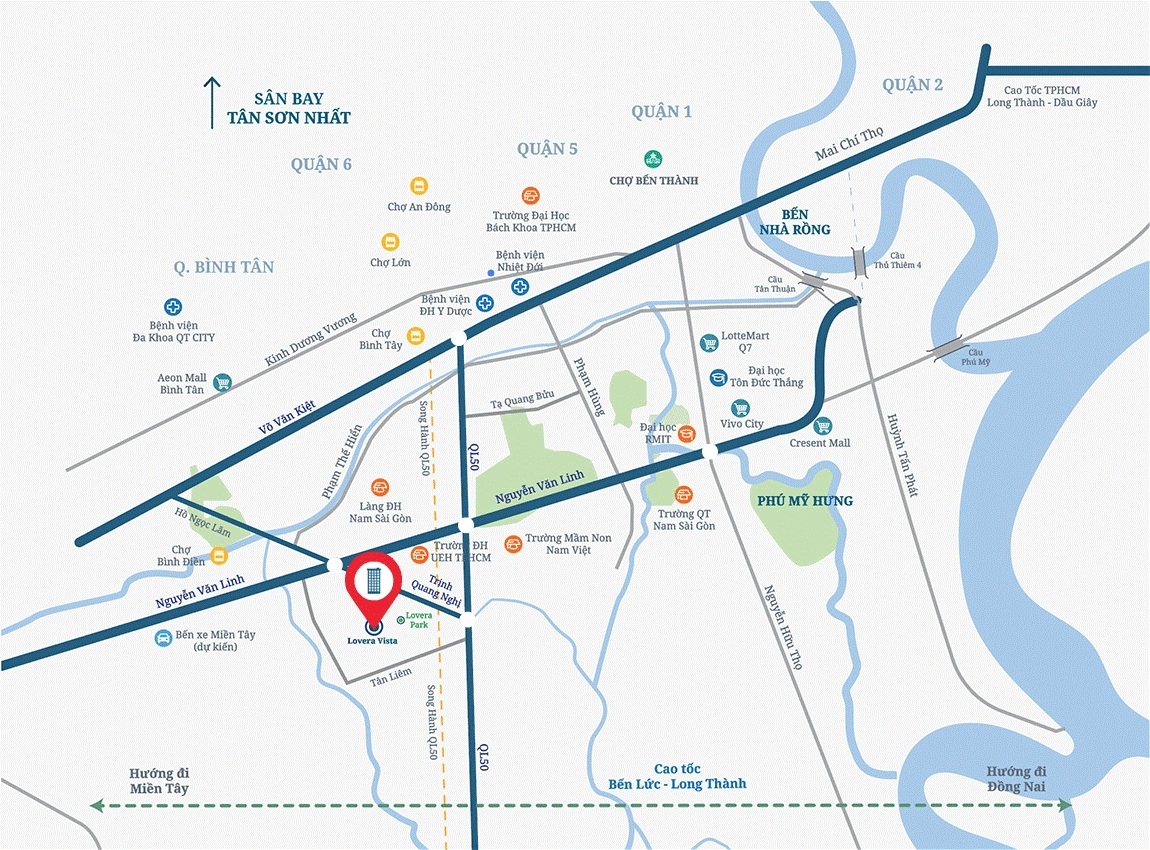 SÂN BAY
TÂN SƠN NHẤT
QUẬN 6
QUẬN 5
QUẬN 1
QUẬN 2
Cao Tốc TPHCM
Long Thành - Dầu Giây
Mai Chí Thọ
CHỢ BẾN THÀNH
Chợ An Đông
Trường Đại Học
Bách Khoa TPHCM
BẾN
NHÀ RỒNG
Chợ Lớn
Q. BÌNH TÂN
Bệnh viện
Nhiệt Đới
Cầu
Thủ Thiêm 4
Cầu
Tân Thuận
Bệnh viện
ĐH Y Dược
Bệnh viện
Đa Khoa QT CITY
Kinh Dương Vương
Chợ
Bình Tây
LotteMart
Q7
Cầu
Phú Mỹ
Aeon Mall
Bình Tân
Đại học
Tôn Đức Thắng
Phạm Hùng
Tạ Quang Bửu
Võ Văn Kiệt
Song Hành QL50
Vivo City
Cresent Mall
Đại học
RMIT
Phạm Thế Hiển
QL50
Huỳnh Tấn Phát
Nguyễn Văn Linh
PHÚ MỸ HƯNG
Làng ĐH
Nam Sài Gòn
Trường QT
Nam Sài Gòn
Hồ Ngọc Lãm
Chợ
Bình Điền
Trường ĐH
UEH TPHCM
Trường Mầm Non
Nam Việt
Nguyễn Văn Linh
Trịnh
Quang Nghị
Lovera
Park
Lovera Vista
Bến xe Miền Tây
(dự kiến)
Tân Liêm
Nguyễn Hữu Thọ
Song Hành QL50
QL50
Hướng đi
Miền Tây
Cao tốc
Bến Lức - Long Thành
Hướng đi
Đồng Nai